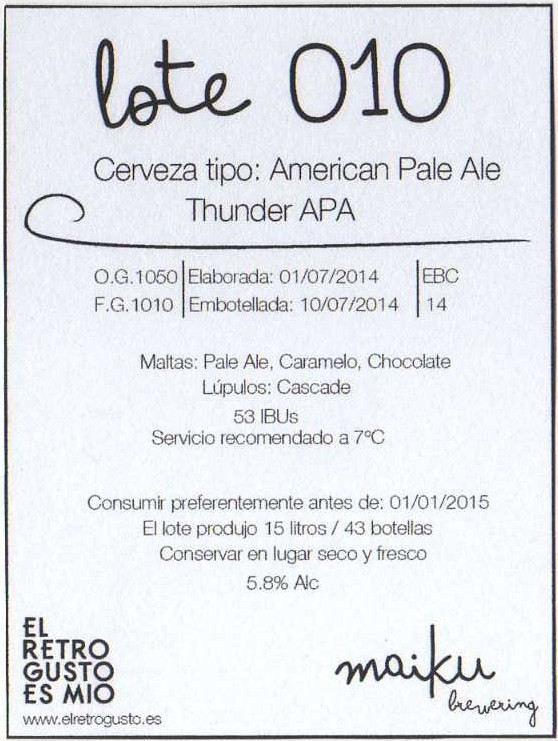 lote 010
Cerveza tipo: American Pale Ale
Thunder APA
O.G.1050 Elaborada: 01/07/2014 EBC
F.G.1010 Embotellada: 10/07/2014 14
Maltas: Pale Ale, Caramelo, Chocolate
Lúpulos: Cascade
53 IBUs
Servicio recomendado a 7ºC
Consumir preferentemente antes de: 01/01/2015
El lote produjo 15 litros / 43 botellas
Conservar en lugar seco y fresco
5.8% Alc
EL
RETRO
GUSTO
ES MIO
www.elretrogusto.es
maiku
brewering